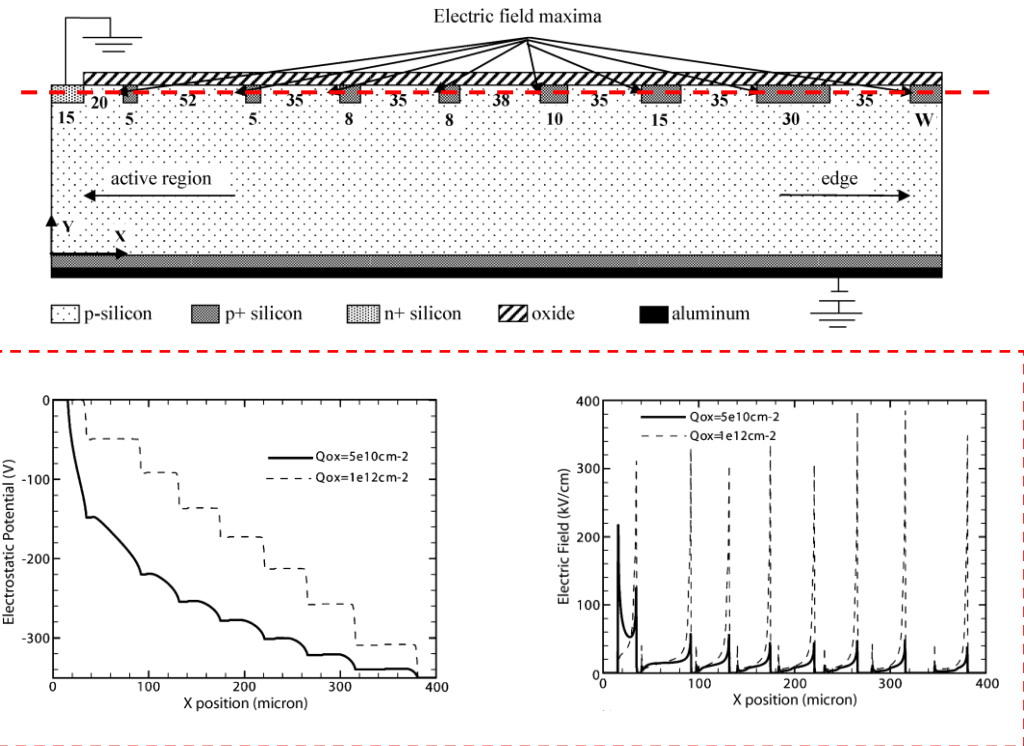 Electric field maxima
20 52 35 35 38 35 35 35
15 5 5 8 8 10 15 30 W
active region edge
Y
X
p-silicon p+ silicon n+ silicon oxide aluminum
Electrostatic Potential (V)
0
-100
-200
-300
Qox=5e10cm-2
Qox=1e12cm-2
0 100 200 300 400
X position (micron)
Electric Field (kV/cm)
400
300
200
100
0
Qox=5e10cm-2
Qox=1e12cm-2
0 100 200 300 400
X position (micron)